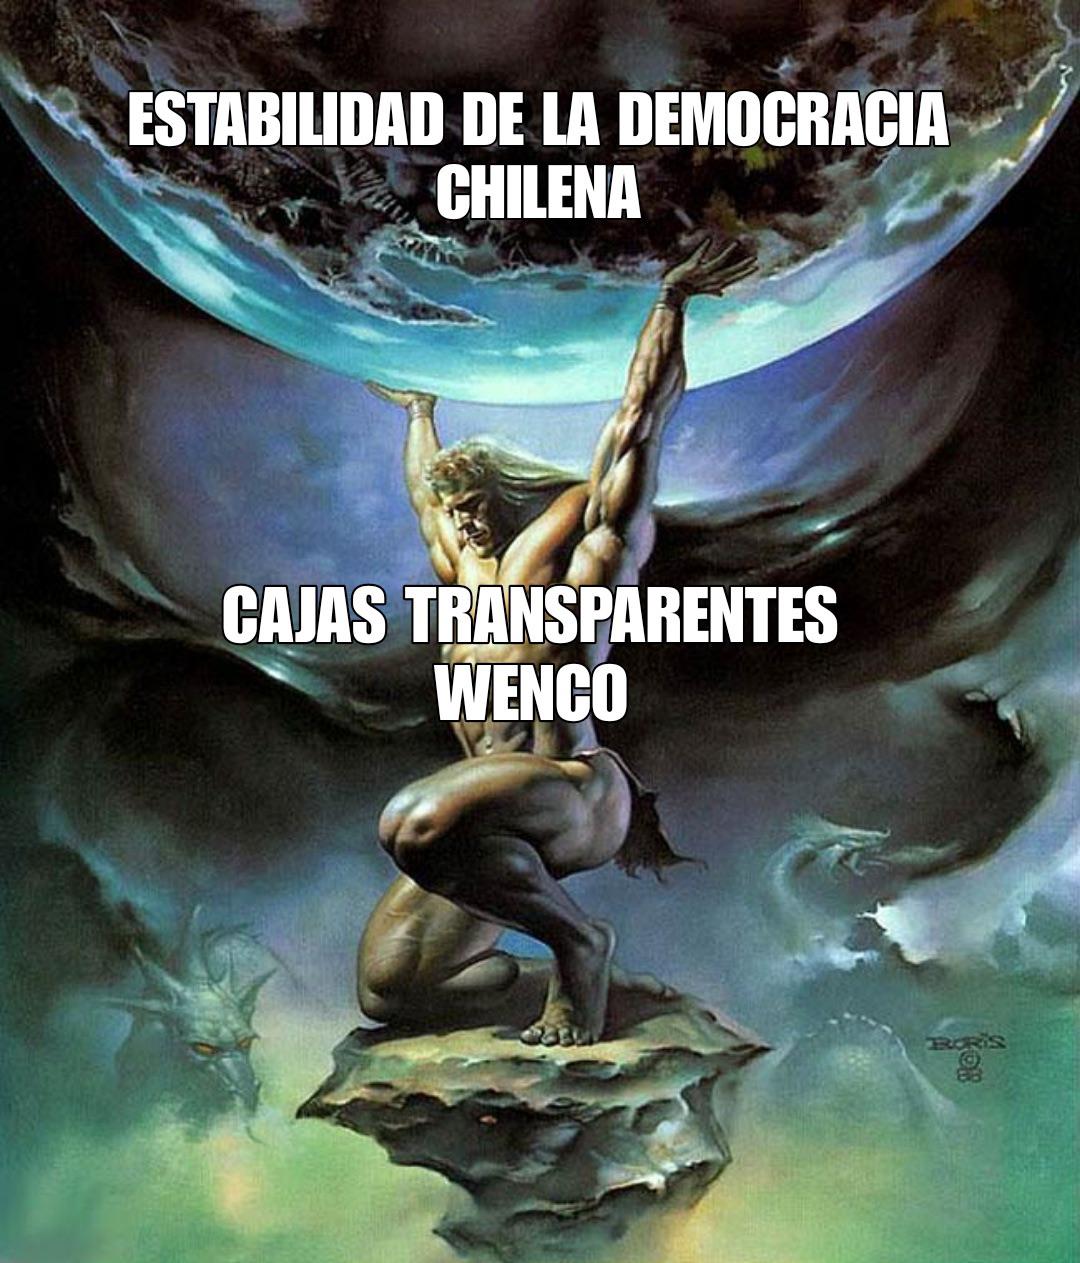 ESTABILIDAD DE LA DEMOCRACIA
CHILENA
CAJAS TRANSPARENTES
WENCO
BORIS
©
88